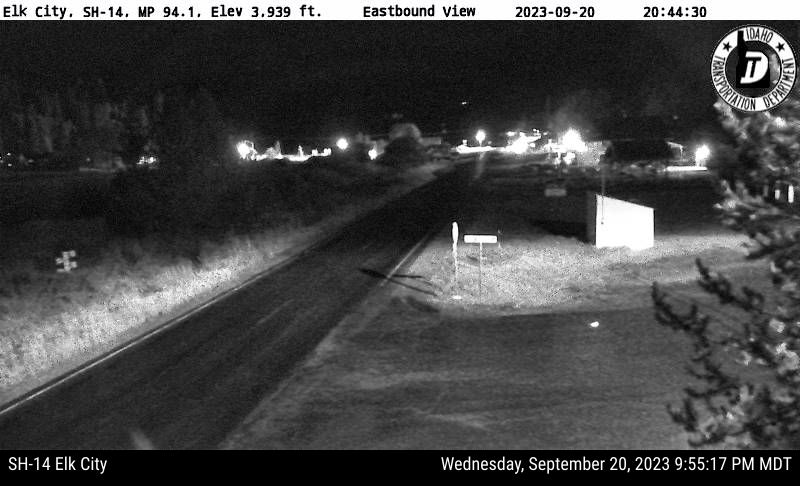 Elk City, SH-14, MP 94.1, Elev 3,939 ft. Eastbound View 2023-09-20 20:44:30
IDAHO
TRANSPORTATION DEPARTMENT
SH-14 Elk City
Wednesday, September 20, 2023 9:55:17 PM MDT